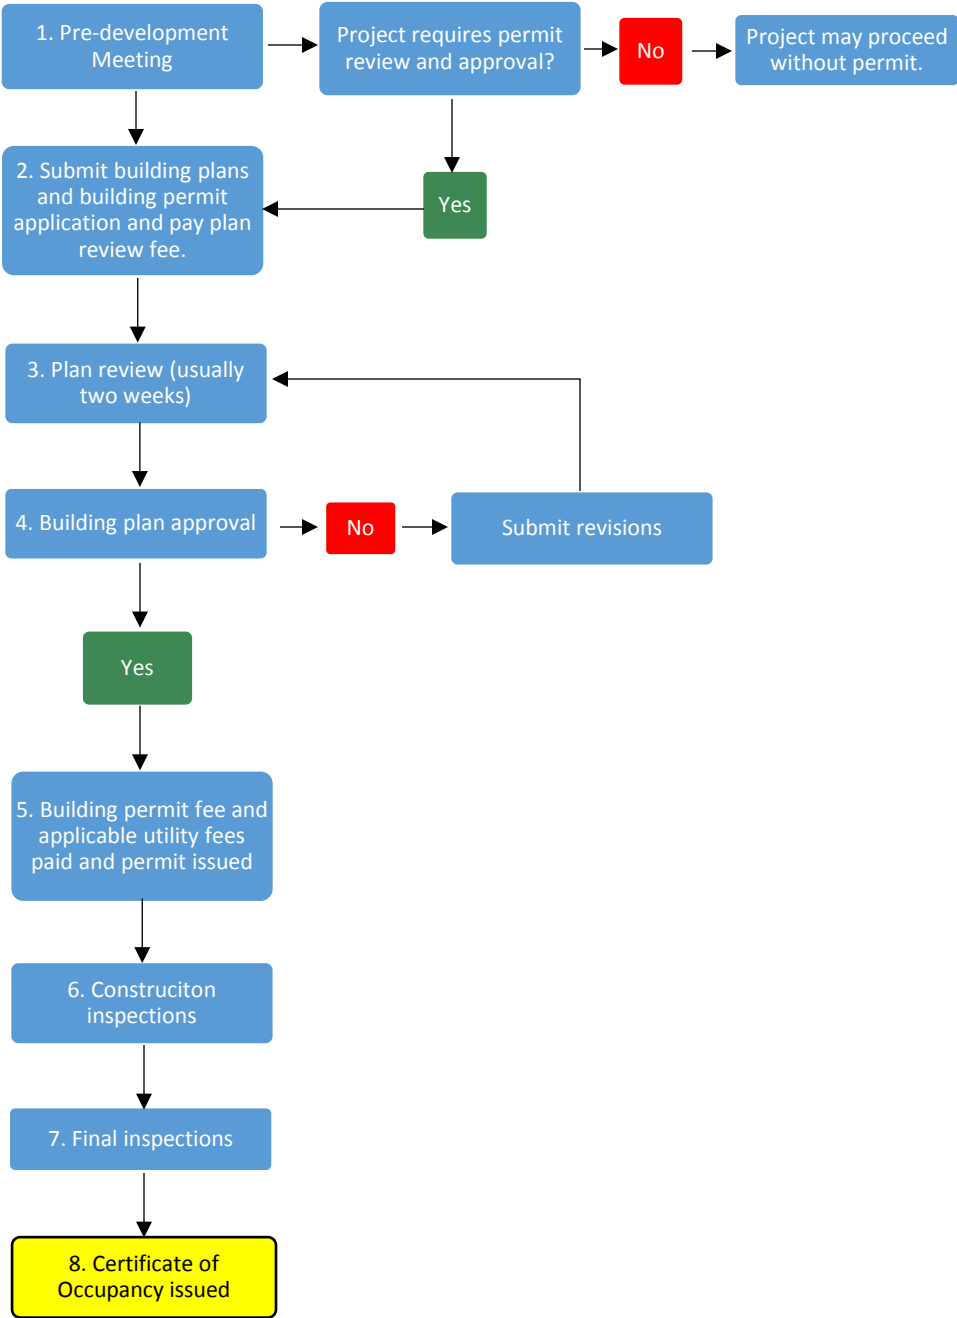 1. Pre-development
Meeting
Project requires permit
review and approval?
No
Project may proceed
without permit.
2. Submit building plans
and building permit
application and pay plan
review fee.
Yes
3. Plan review (usually
two weeks)
4. Building plan approval
No
Submit revisions
Yes
5. Building permit fee and
applicable utility fees
paid and permit issued
6. Construciton
inspections
7. Final inspections
8. Certificate of
Occupancy issued